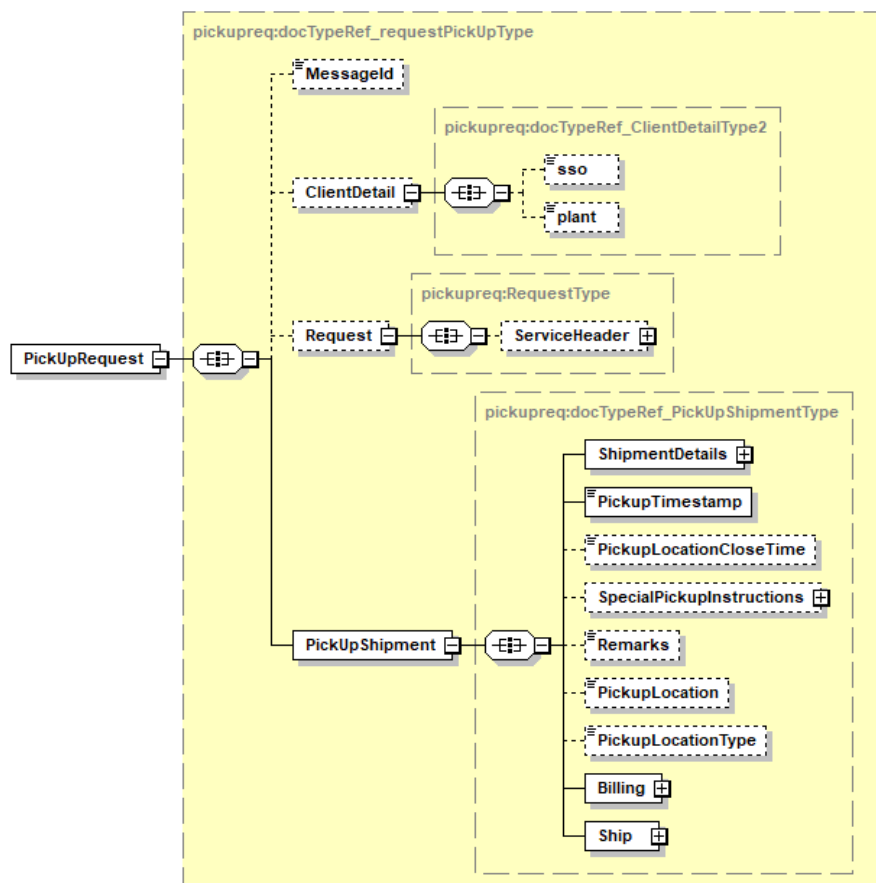 pickupreq:docTypeRef_requestPickUpType
MessageId
pickupreq:docTypeRef_ClientDetailType2
sso
ClientDetail
plant
pickupreq:RequestType
Request
ServiceHeader
PickUpRequest
pickupreq:docTypeRef_PickUpShipmentType
ShipmentDetails
PickupTimestamp
PickupLocationCloseTime
SpecialPickupInstructions
PickUpShipment
Remarks
PickupLocation
PickupLocationType
Billing
Ship